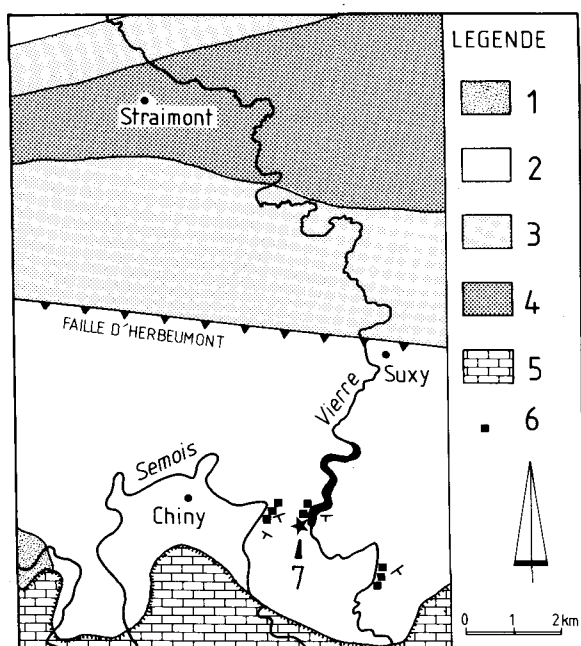 LEGENDE
1
2
3
4
5
6
Straimont
FAILLE D'HERBEUMONT
Suxy
Vierre
Semois
Chiny
7
0 1 2km